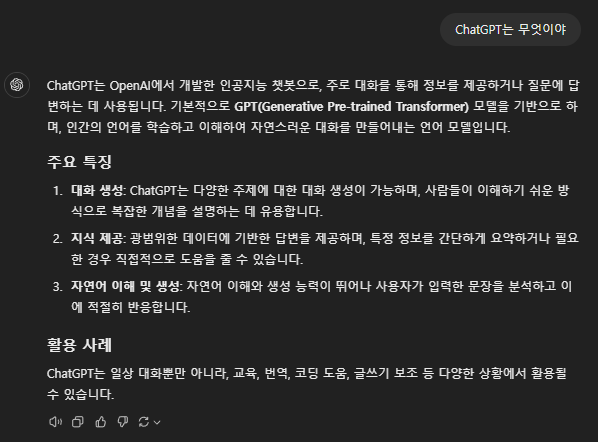 ChatGPT는 무엇이야
ChatGPT는 OpenAI에서 개발한 인공지능 챗봇으로, 주로 대화를 통해 정보를 제공하거나 질문에 답
변하는 데 사용됩니다. 기본적으로 GPT(Generative Pre-trained Transformer) 모델을 기반으로 하
며, 인간의 언어를 학습하고 이해하여 자연스러운 대화를 만들어내는 언어 모델입니다.
주요 특징
1. 대화 생성: ChatGPT는 다양한 주제에 대한 대화 생성이 가능하며, 사람들이 이해하기 쉬운 방
식으로 복잡한 개념을 설명하는 데 유용합니다.
2. 지식 제공: 광범위한 데이터에 기반한 답변을 제공하며, 특정 정보를 간단하게 요약하거나 필요
한 경우 직접적으로 도움을 줄 수 있습니다.
3. 자연어 이해 및 생성: 자연어 이해와 생성 능력이 뛰어나 사용자가 입력한 문장을 분석하고 이
에 적절히 반응합니다.
활용 사례
ChatGPT는 일상 대화뿐만 아니라, 교육, 번역, 코딩 도움, 글쓰기 보조 등 다양한 상황에서 활용될
수 있습니다.